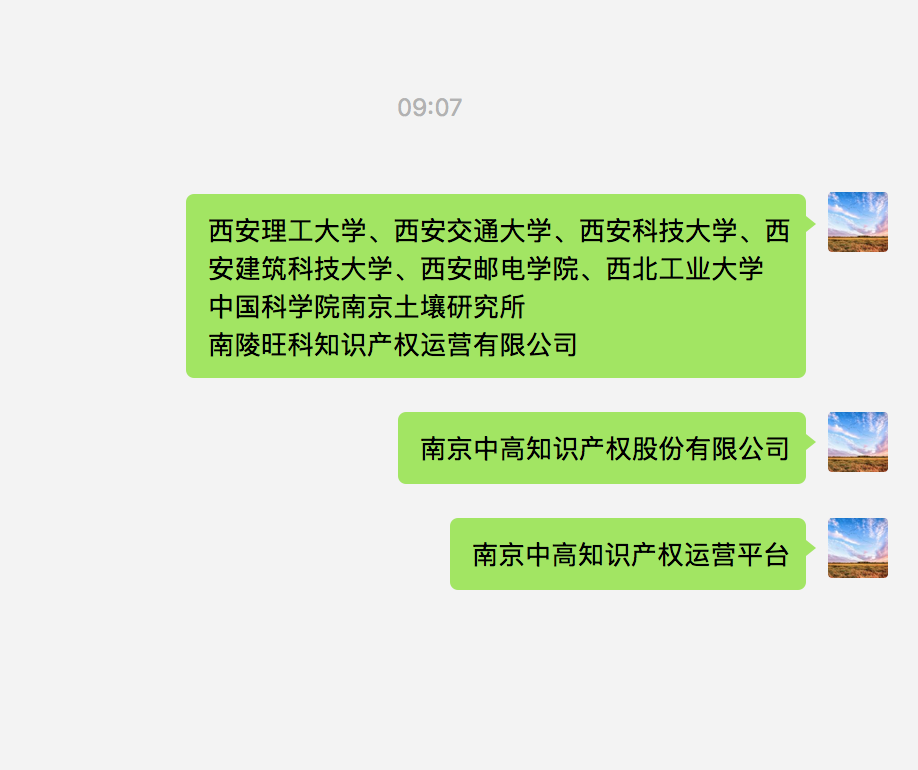 09:07
西安理工大学、西安交通大学、西安科技大学、西
安建筑科技大学、西安邮电学院、西北工业大学
中国科学院南京土壤研究所
南陵旺科知识产权运营有限公司
南京中高知识产权股份有限公司
南京中高知识产权运营平台